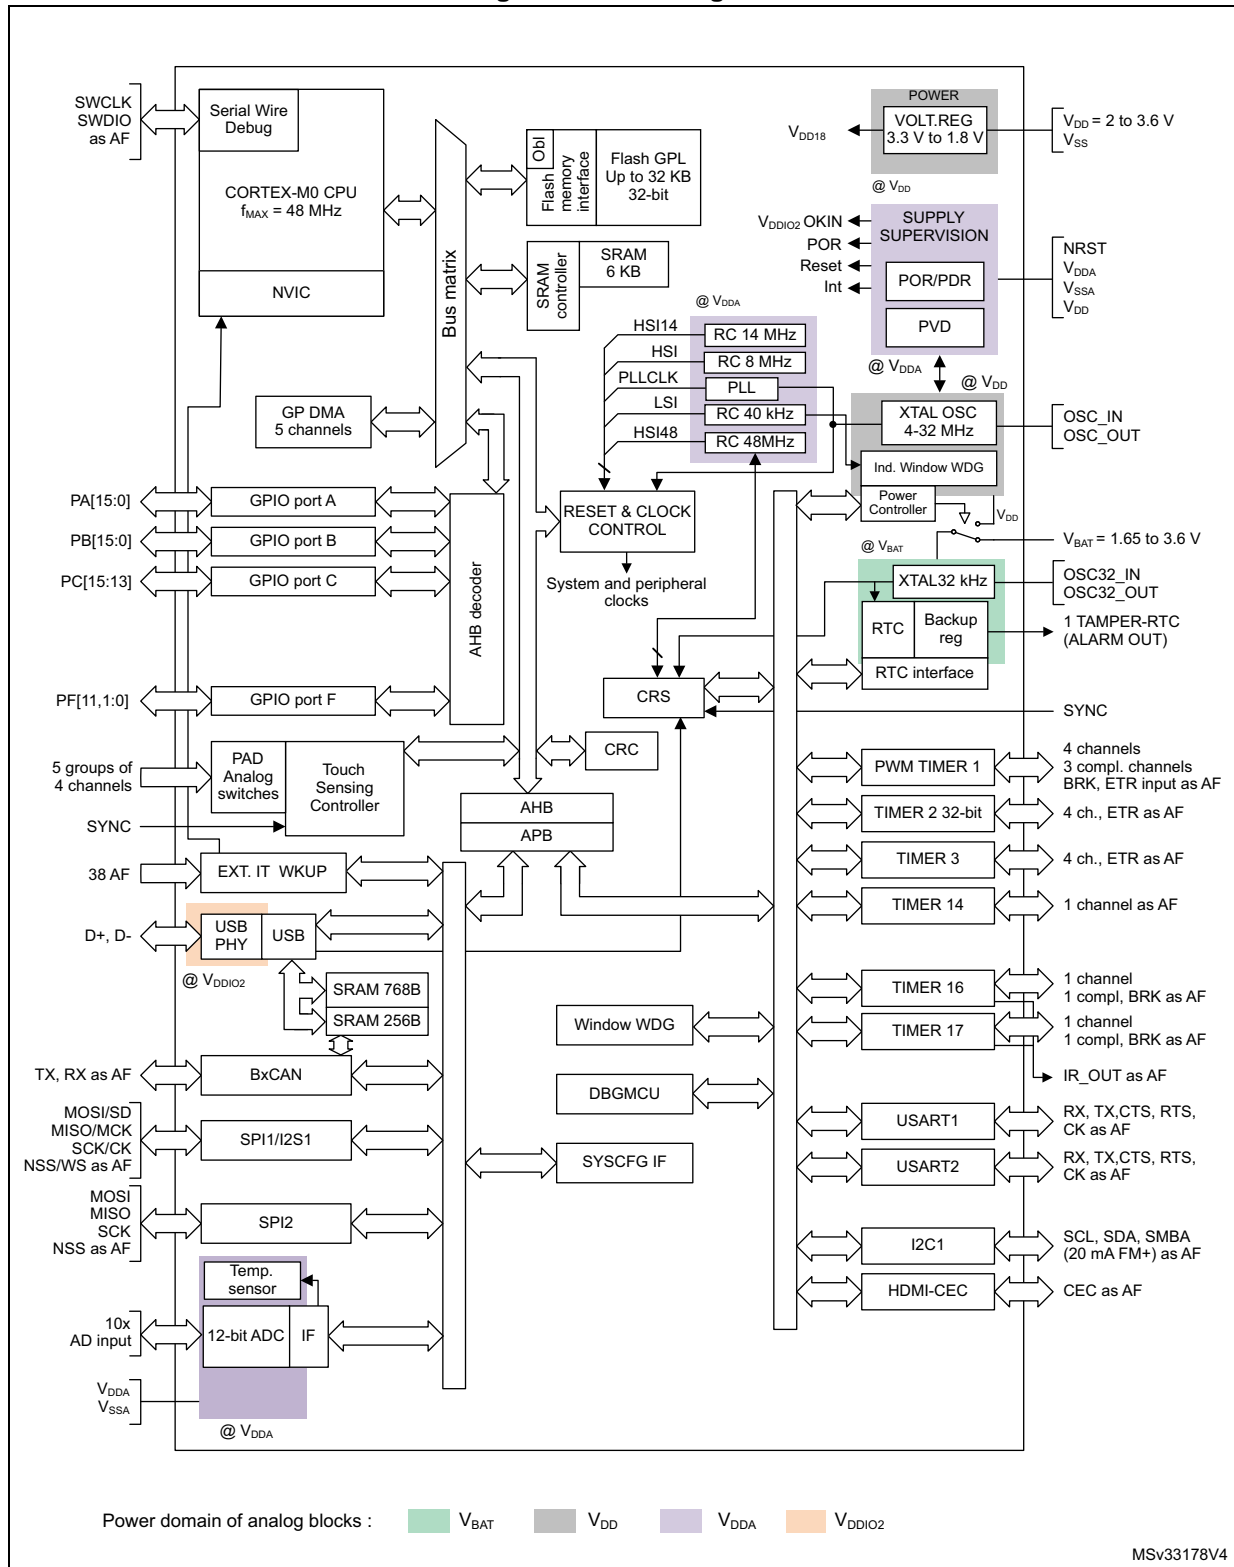 SWCLK
SWDIO
as AF
Serial Wire
Debug
CORTEX-M0 CPU
fMAX = 48 MHz
NVIC
Bus matrix
Obl
Flash
memory
interface
Flash GPL
Up to 32 KB
32-bit
SRAM
controller
SRAM
6 KB
POWER
VOLT.REG
3.3 V to 1.8 V
VDD18
VDD = 2 to 3.6 V
VSS
@ VDD
VDDIO2 OKIN
POR
Reset
Int
SUPPLY
SUPERVISION
POR/PDR
PVD
NRST
VDDA
VSSA
VDD
@ VDDA
HSI14
HSI
PLLCLK
LSI
HSI48
RC 14 MHz
RC 8 MHz
PLL
RC 40 kHz
RC 48MHz
@ VDDA
@ VDD
XTAL OSC
4-32 MHz
OSC_IN
OSC_OUT
Ind. Window WDG
Power
Controller
VDD
@ VBAT
VBAT = 1.65 to 3.6 V
XTAL32 kHz
OSC32_IN
OSC32_OUT
RTC
Backup
reg
1 TAMPER-RTC
(ALARM OUT)
RTC interface
GP DMA
5 channels
PA[15:0]
GPIO port A
PB[15:0]
GPIO port B
PC[15:13]
GPIO port C
PF[11,1:0]
GPIO port F
AHB decoder
RESET & CLOCK
CONTROL
System and peripheral
clocks
CRS
SYNC
CRC
5 groups of
4 channels
PAD
Analog
switches
Touch
Sensing
Controller
SYNC
AHB
APB
38 AF
EXT. IT WKUP
D+, D-
USB
PHY
USB
@ VDDIO2
SRAM 768B
SRAM 256B
TX, RX as AF
BxCAN
MOSI/SD
MISO/MCK
SCK/CK
NSS/WS as AF
SPI1/I2S1
MOSI
MISO
SCK
NSS as AF
SPI2
Temp.
sensor
10x
AD input
12-bit ADC
IF
VDDA
VSSA
@ VDDA
Window WDG
DBGMCU
SYSCFG IF
PWM TIMER 1
4 channels
3 compl. channels
BRK, ETR input as AF
TIMER 2 32-bit
4 ch., ETR as AF
TIMER 3
4 ch., ETR as AF
TIMER 14
1 channel as AF
TIMER 16
1 channel
1 compl, BRK as AF
TIMER 17
1 channel
1 compl, BRK as AF
IR_OUT as AF
USART1
RX, TX,CTS, RTS,
CK as AF
USART2
RX, TX,CTS, RTS,
CK as AF
I2C1
SCL, SDA, SMBA
(20 mA FM+) as AF
HDMI-CEC
CEC as AF
Power domain of analog blocks :
VBAT
VDD
VDDA
VDDIO2
MSv33178V4